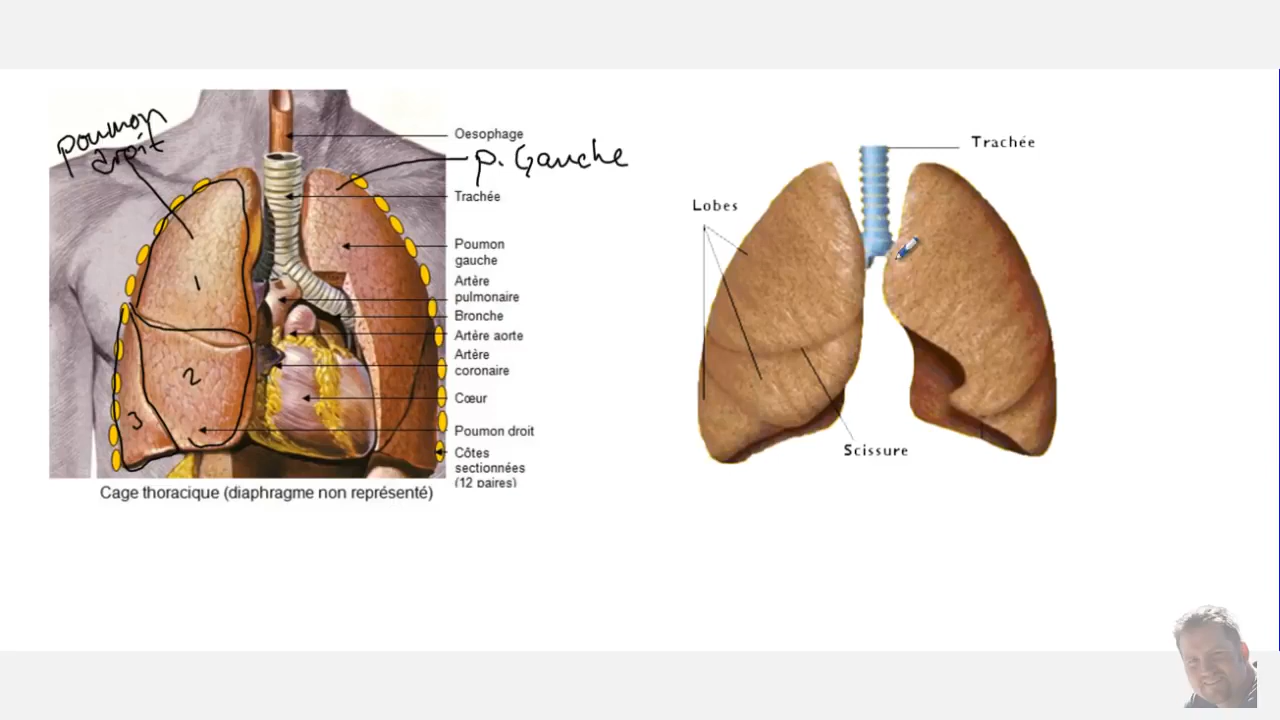 poumon
droit
1
2
3
Oesophage
p. Gauche
Trachée
Poumon
gauche
Artère
pulmonaire
Bronche
Artère aorte
Artère
coronaire
Cœur
Poumon droit
Côtes
sectionnées
(12 paires)
Cage thoracique (diaphragme non représenté)
Trachée
Lobes
Scissure